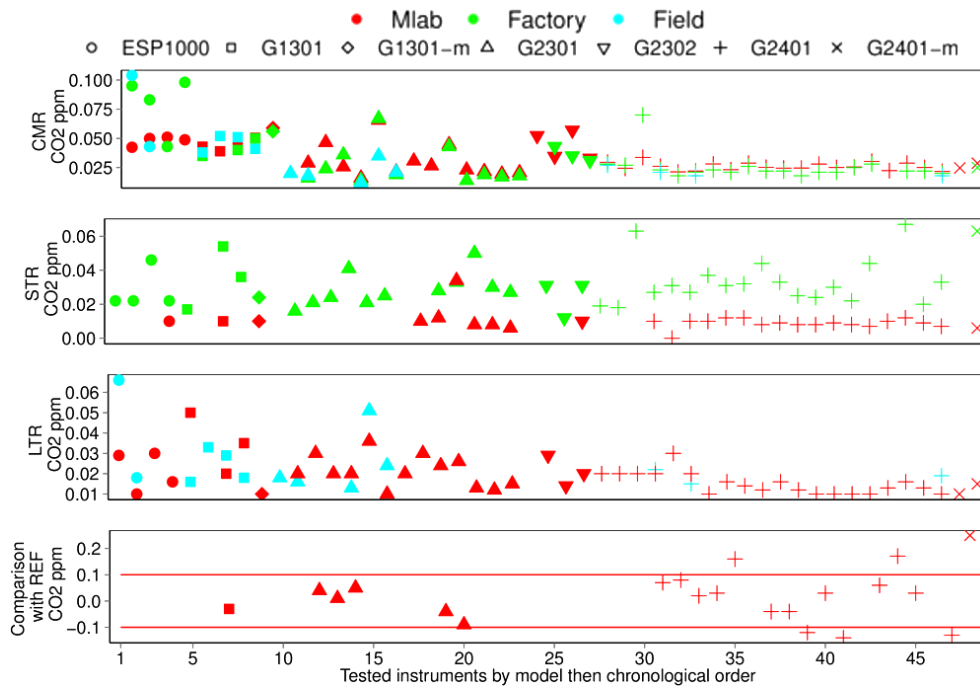 Mlab Factory Field
ESP1000 G1301 G1301-m G2301 G2302 G2401 G2401-m
CMR
CO2 ppm
0.100
0.075
0.050
0.025
STR
CO2 ppm
0.06
0.04
0.02
0.00
LTR
CO2 ppm
0.06
0.05
0.04
0.03
0.02
0.01
Comparison
with REF
CO2 ppm
0.2
0.1
0.0
−0.1
1 5 10 15 20 25 30 35 40 45
Tested instruments by model then chronological order